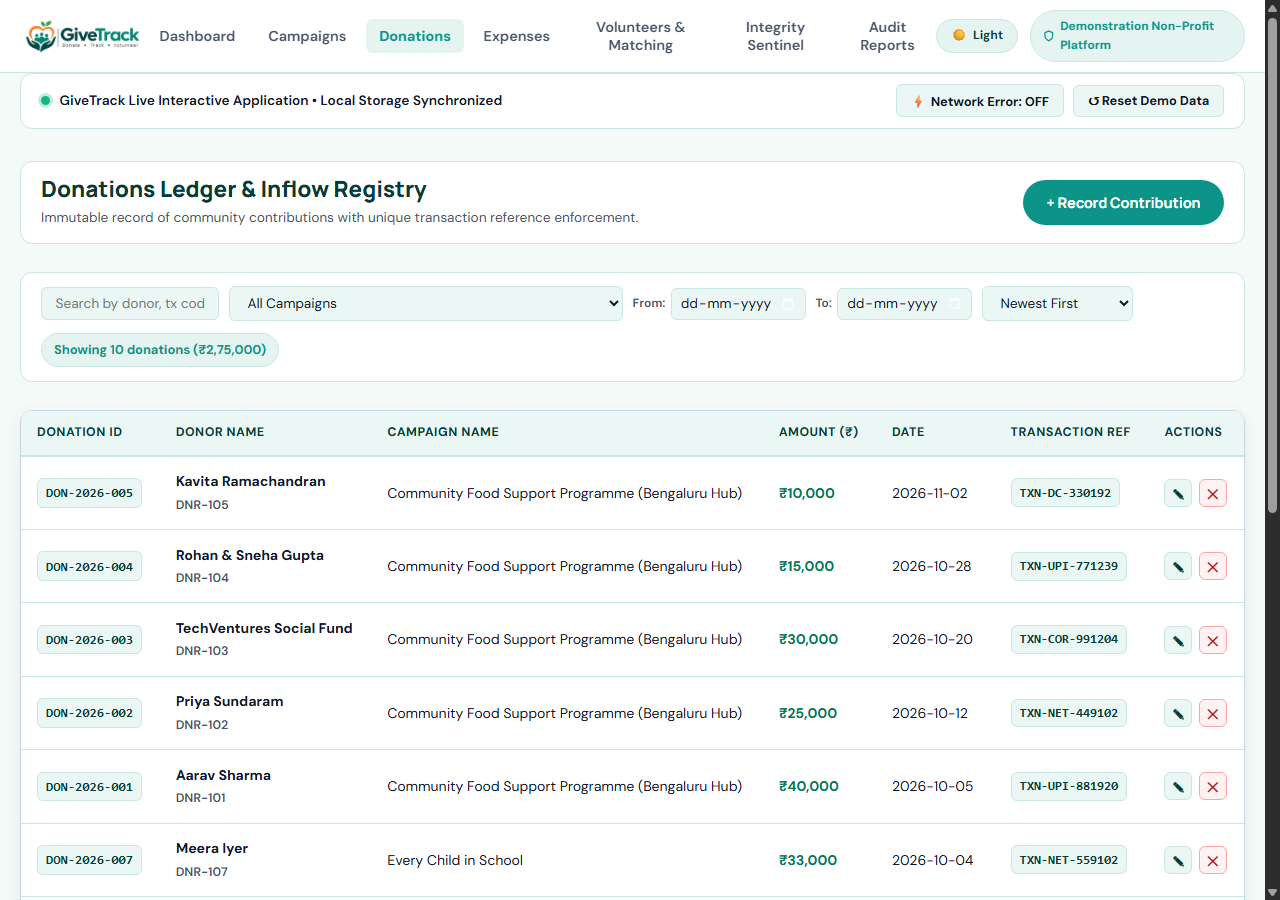 GiveTrack
Donate • Track • Volunteer
Dashboard
Campaigns
Donations
Expenses
Volunteers &
Matching
Integrity
Sentinel
Audit
Reports
Light
Demonstration Non-Profit
Platform
GiveTrack Live Interactive Application • Local Storage Synchronized
Network Error: OFF
↺ Reset Demo Data
Donations Ledger & Inflow Registry
Immutable record of community contributions with unique transaction reference enforcement.
+ Record Contribution
Search by donor, tx cod
All Campaigns
From:
dd-mm-yyyy
To:
dd-mm-yyyy
Newest First
Showing 10 donations (₹2,75,000)
DONATION ID DONOR NAME CAMPAIGN NAME AMOUNT (₹) DATE TRANSACTION REF ACTIONS
DON-2026-005 Kavita Ramachandran Community Food Support Programme (Bengaluru Hub) ₹10,000 2026-11-02 TXN-DC-330192
DNR-105
DON-2026-004 Rohan & Sneha Gupta Community Food Support Programme (Bengaluru Hub) ₹15,000 2026-10-28 TXN-UPI-771239
DNR-104
DON-2026-003 TechVentures Social Fund Community Food Support Programme (Bengaluru Hub) ₹30,000 2026-10-20 TXN-COR-991204
DNR-103
DON-2026-002 Priya Sundaram Community Food Support Programme (Bengaluru Hub) ₹25,000 2026-10-12 TXN-NET-449102
DNR-102
DON-2026-001 Aarav Sharma Community Food Support Programme (Bengaluru Hub) ₹40,000 2026-10-05 TXN-UPI-881920
DNR-101
DON-2026-007 Meera Iyer Every Child in School ₹33,000 2026-10-04 TXN-NET-559102
DNR-107